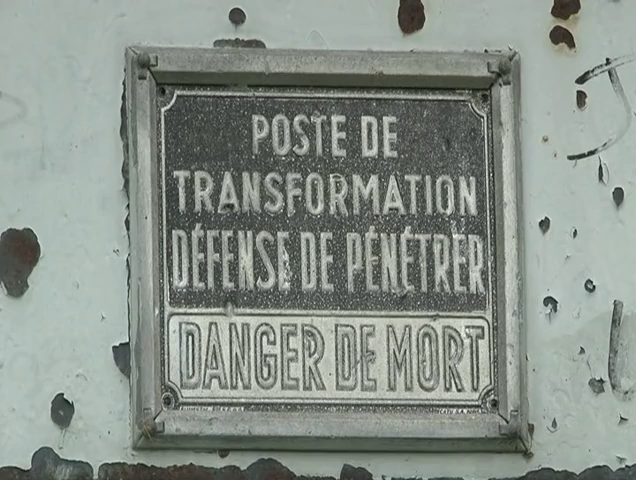 POSTE DE
TRANSFORMATION
DÉFENSE DE PÉNÉTRER
DANGER DE MORT